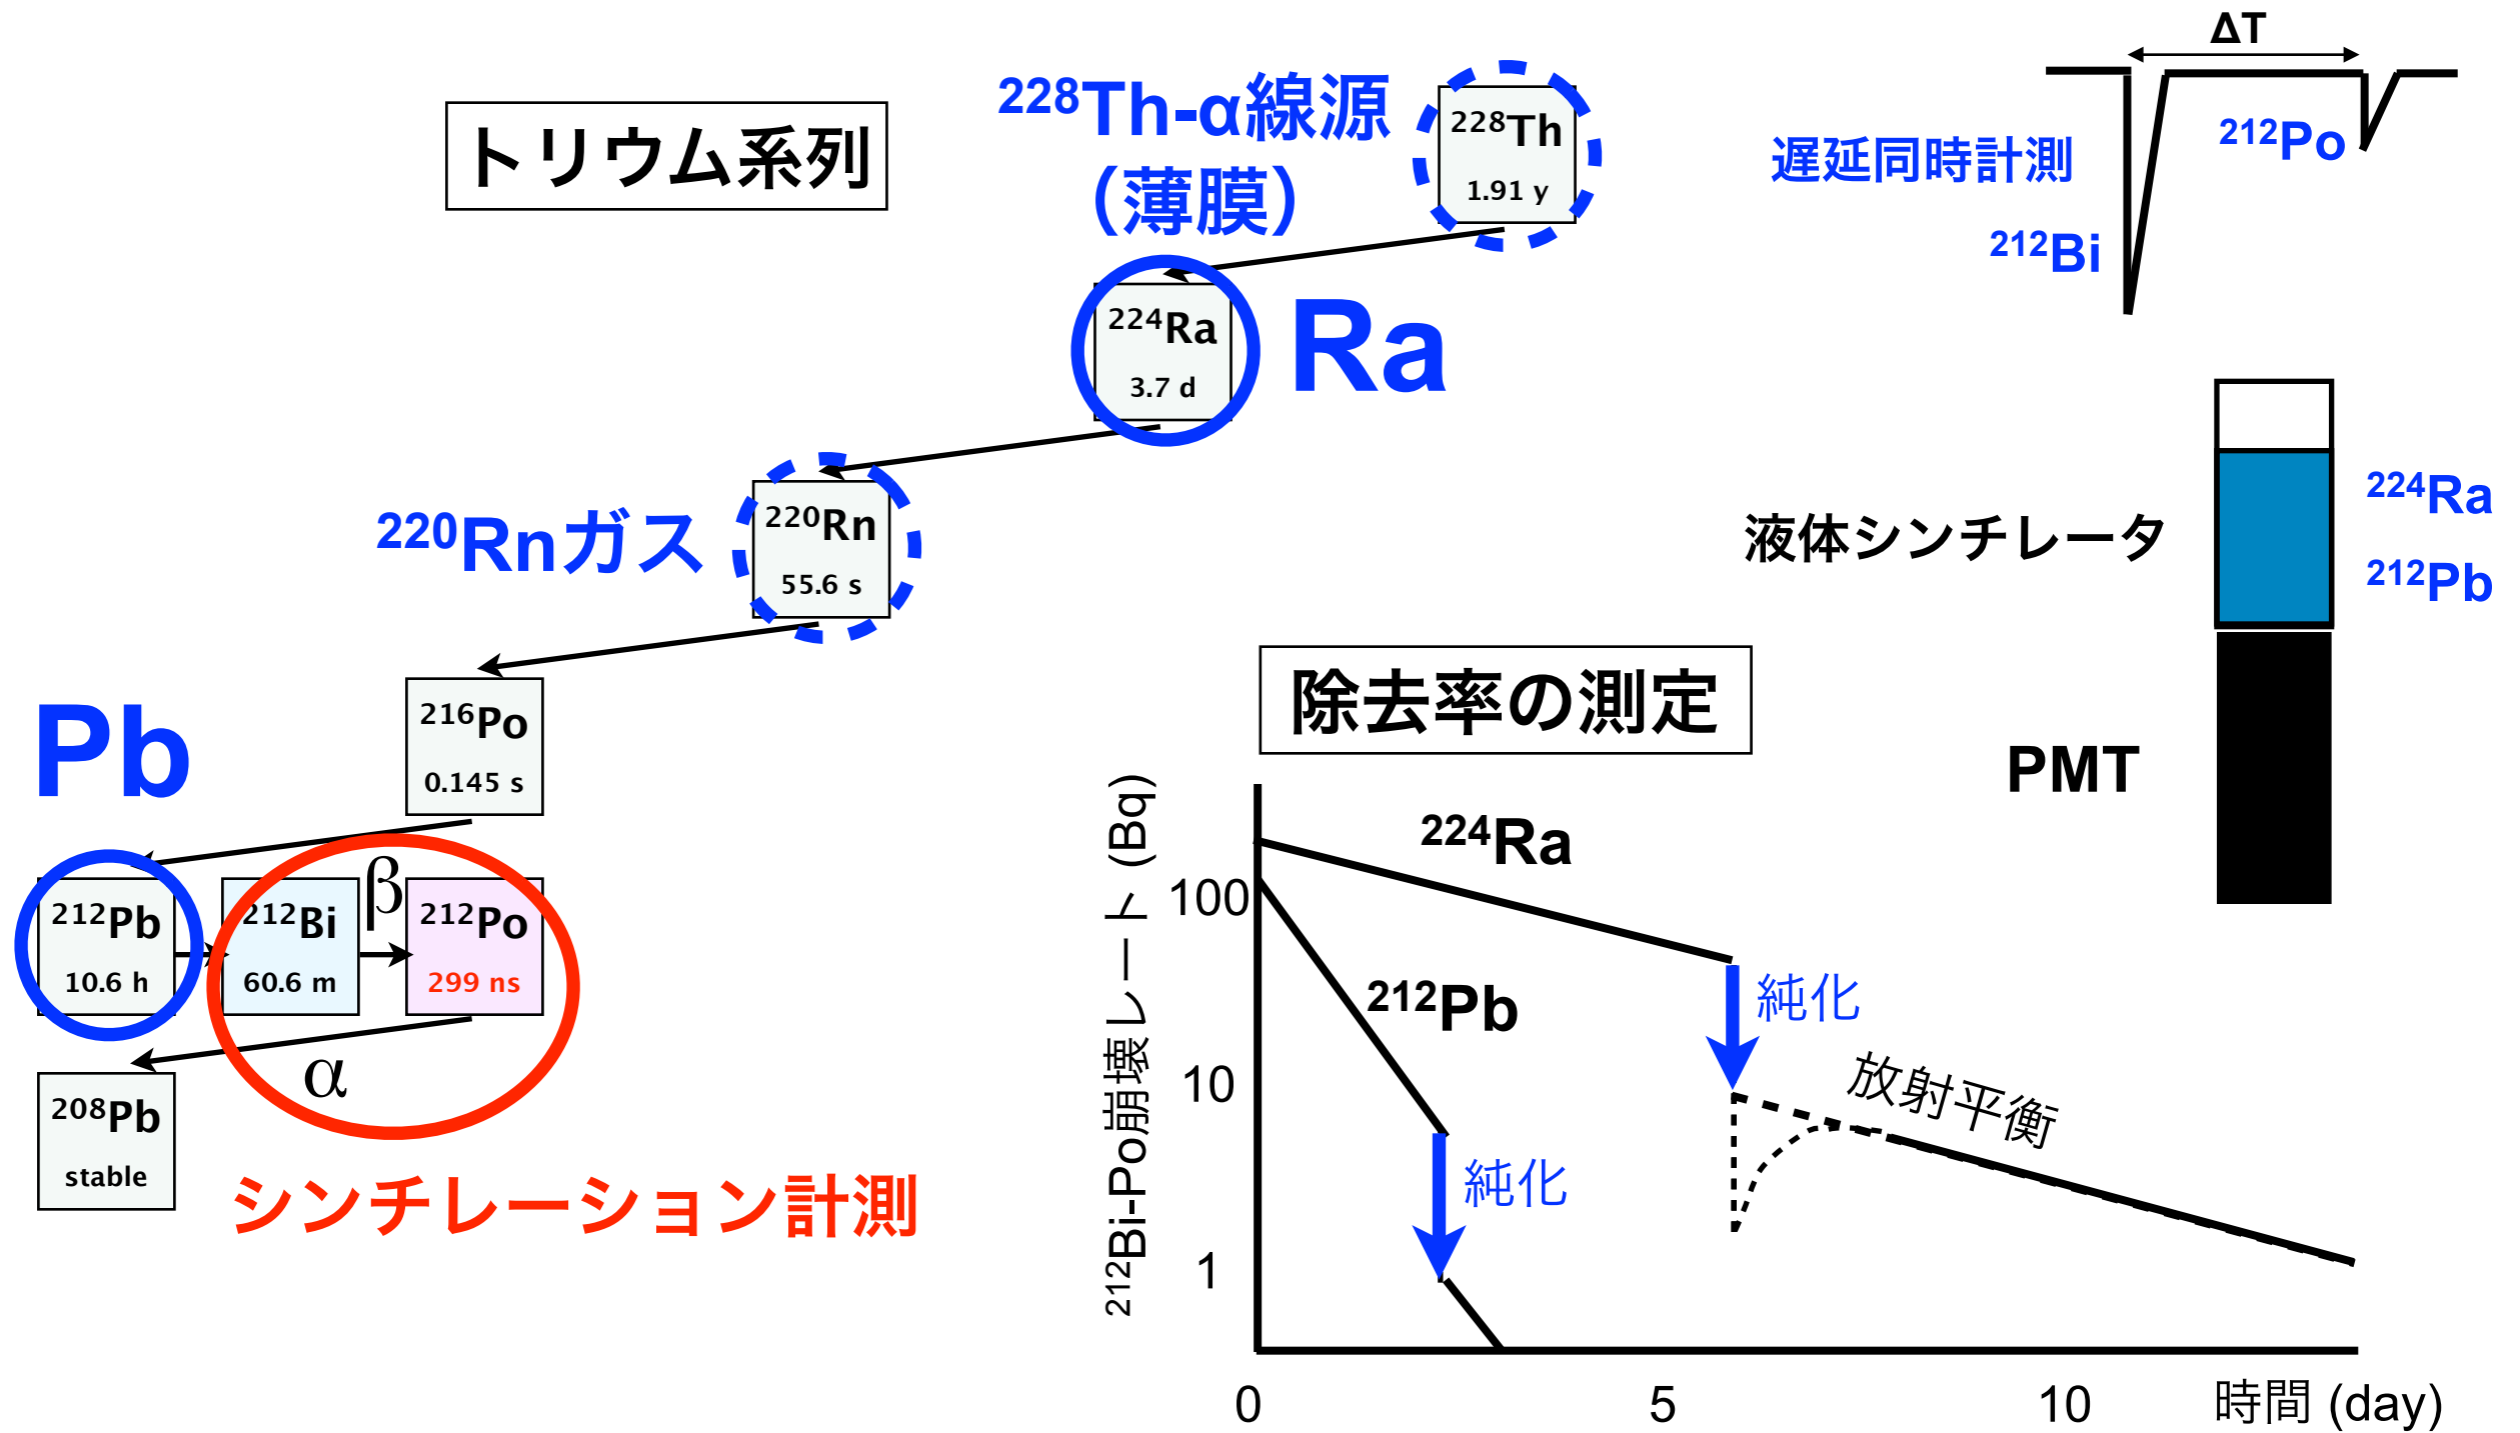 トリウム系列
²²⁸Th-α線源
（薄膜）
²²⁸Th
1.91 y
ΔT
遅延同時計測
²¹²Po
²¹²Bi
²²⁴Ra
3.7 d
Ra
²²⁰Rnガス
²²⁰Rn
55.6 s
液体シンチレータ
²²⁴Ra
²¹²Pb
PMT
Pb
²¹⁶Po
0.145 s
²¹²Pb
10.6 h
²¹²Bi
60.6 m
β
²¹²Po
299 ns
α
²⁰⁸Pb
stable
シンチレーション計測
除去率の測定
²¹²Bi-Po崩壊レート (Bq)
100
10
1
²²⁴Ra
²¹²Pb
純化
純化
放射平衡
0
5
10
時間 (day)